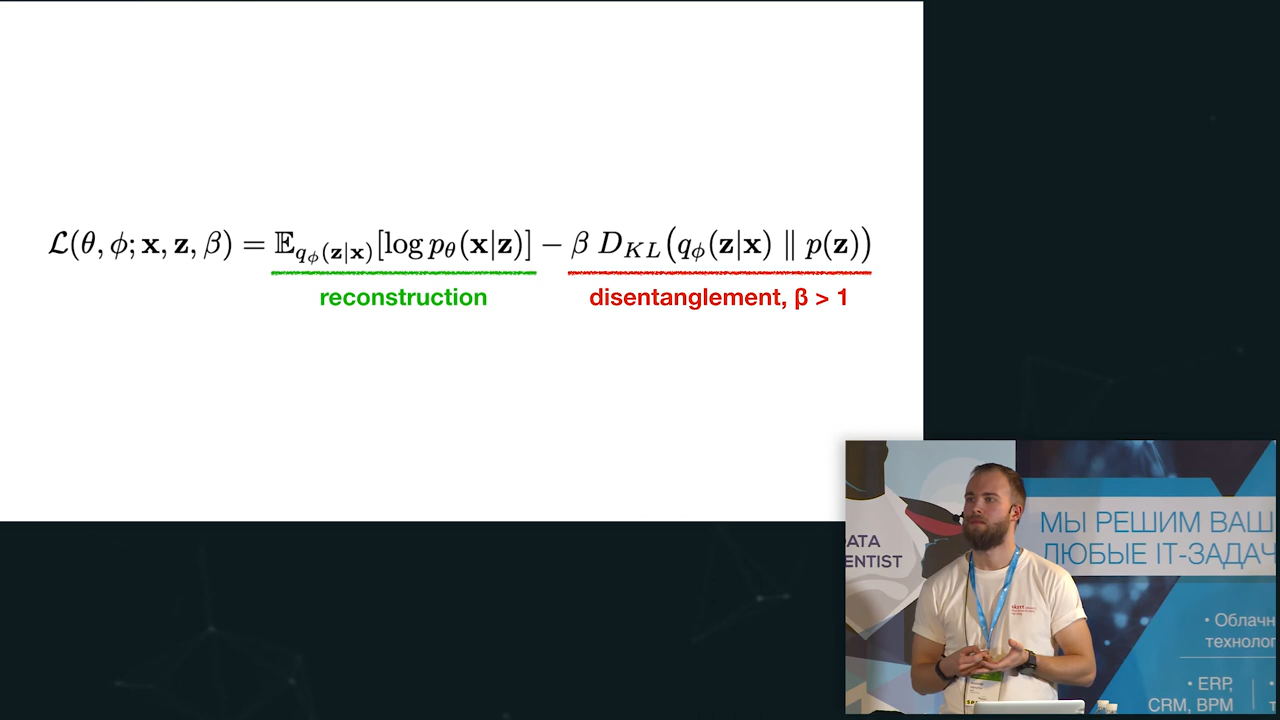 ℒ(θ, ϕ; x, z, β) = 𝔼_{q_ϕ(z|x)}[log p_θ(x|z)] − β D_{KL}(q_ϕ(z|x) ∥ p(z))
reconstruction
disentanglement, β > 1
ATA
ENTIST
МЫ РЕШИМ ВАШ
ЛЮБЫЕ IT-ЗАДАЧ
• Облачн
технолог
• ERP,
CRM, BPM